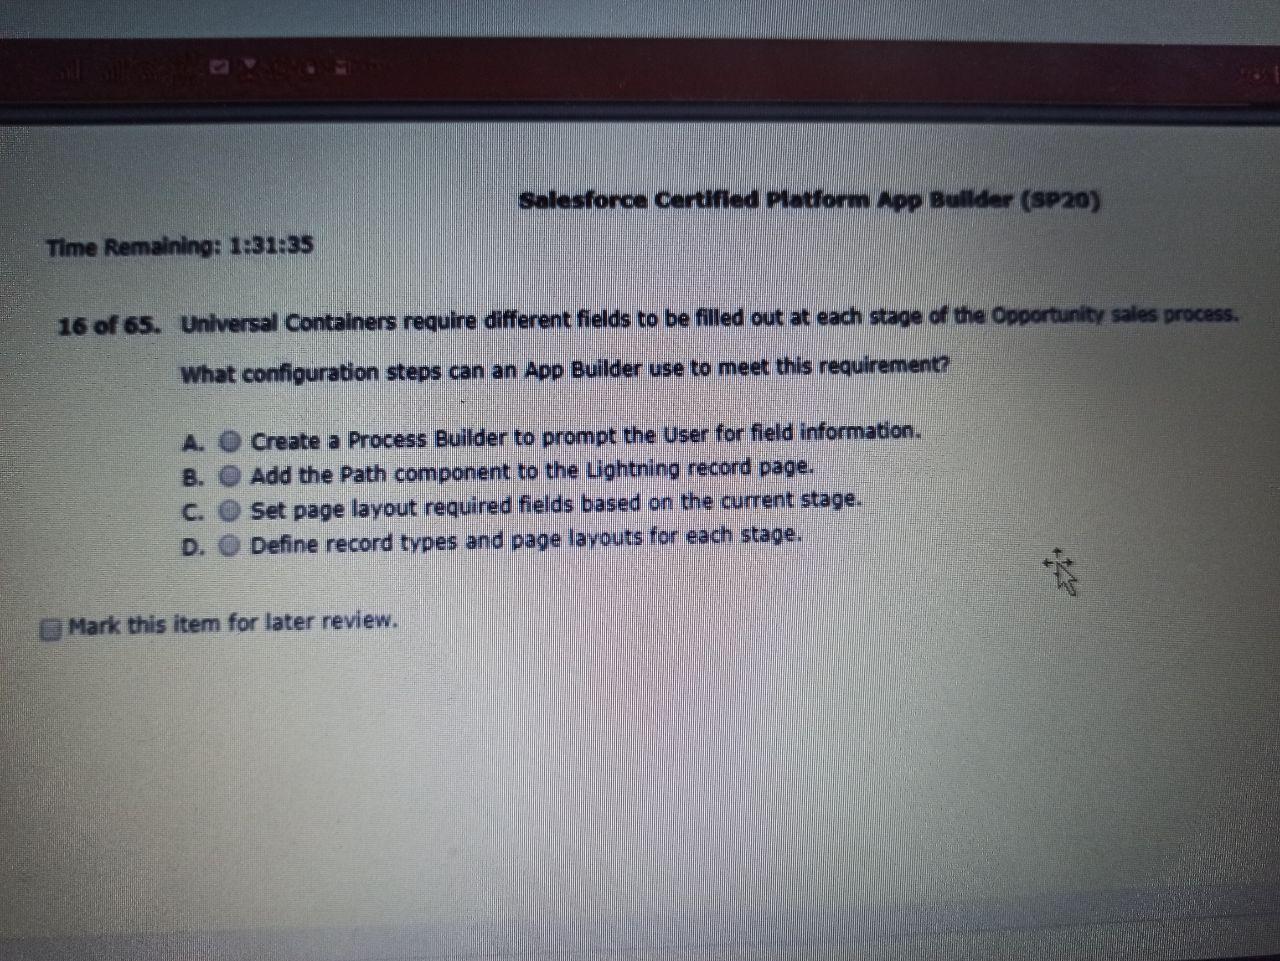 Salesforce Certified Platform App Builder (SP20)
Time Remaining: 1:31:35
16 of 65. Universal Containers require different fields to be filled out at each stage of the Opportunity sales process.
What configuration steps can an App Builder use to meet this requirement?
A. Create a Process Builder to prompt the User for field information.
B. Add the Path component to the Lightning record page.
C. Set page layout required fields based on the current stage.
D. Define record types and page layouts for each stage.
Mark this item for later review.